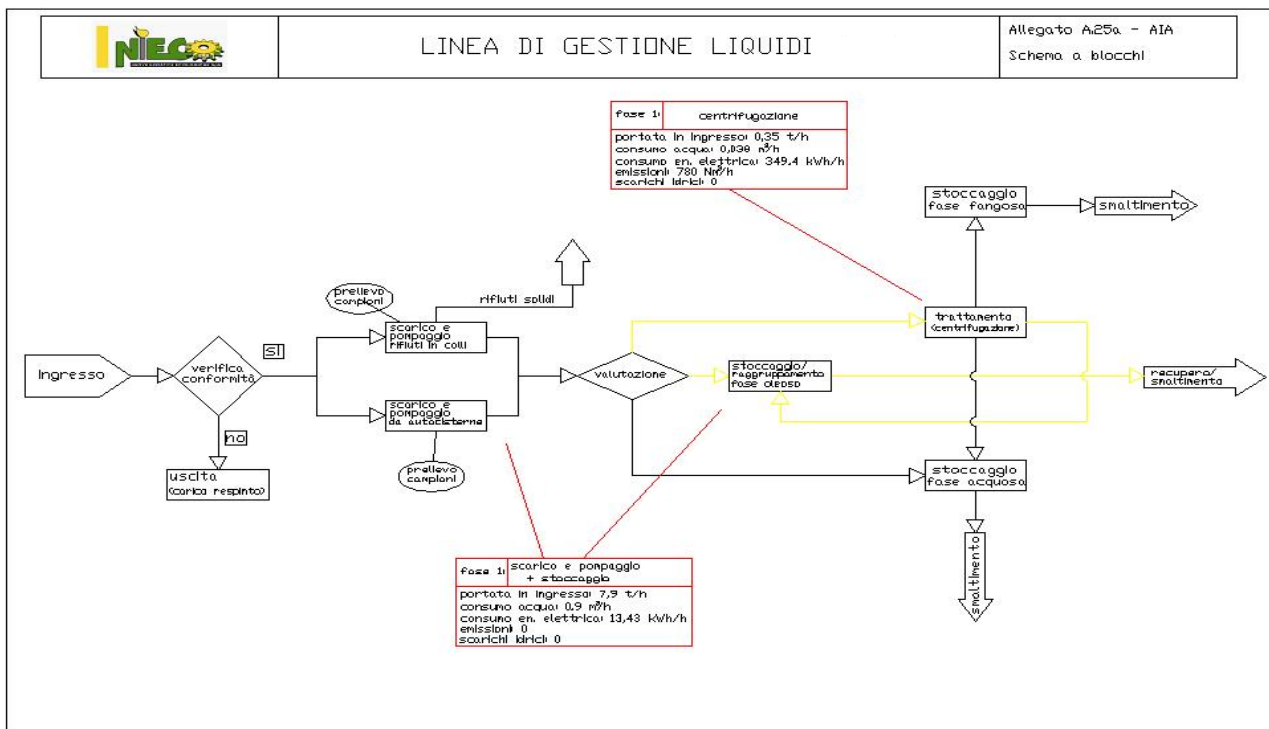 NIECO
LINEA DI GESTIONE LIQUIDI
Allegato A.25a - AIA
Schema a blocchi
fase 1:
centrifugazione
portata in ingresso: 0,35 t/h
consumo acqua: 0,038 m³/h
consumo en. elettrica: 349.4 kWh/h
emissioni: 780 Nm³/h
scarichi idrici: 0
stoccaggio
fase fangosa
smaltimento
prelievo
campioni
rifiuti solidi
scarico e
pompaggio
rifiuti in colli
trattamento
(centrifugazione)
ingresso
verifica
conformità
si
valutazione
stoccaggio/
raggruppamento
fase oleosa
recupero/
smaltimento
scarico e
pompaggio
da autocisterne
no
uscita
(carico respinto)
prelievo
campioni
stoccaggio
fase acquosa
smaltimento
fase 1:
scarico e pompaggio
+ stoccaggio
portata in ingresso: 7,9 t/h
consumo acqua: 0,9 m³/h
consumo en. elettrica: 13,43 kWh/h
emissioni: 0
scarichi idrici: 0